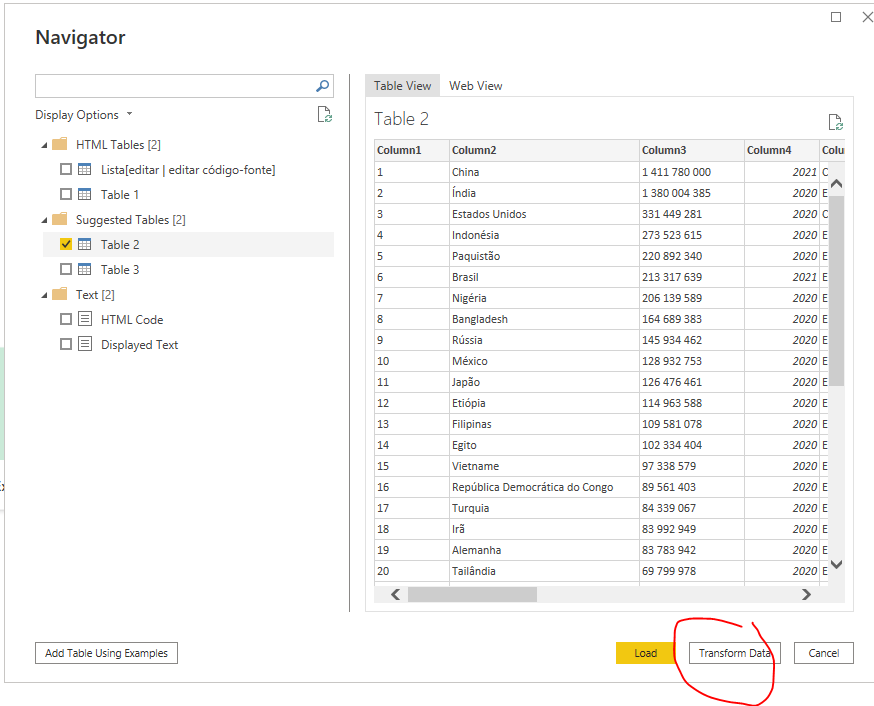 Navigator
Display Options
HTML Tables [2]
Lista[editar | editar código-fonte]
Table 1
Suggested Tables [2]
Table 2
Table 3
Text [2]
HTML Code
Displayed Text
Table View Web View
Table 2
Column1 Column2 Column3 Column4
1 China 1 411 780 000 2021
2 Índia 1 380 004 385 2020 E
3 Estados Unidos 331 449 281 2020
4 Indonésia 273 523 615 2020 E
5 Paquistão 220 892 340 2020 E
6 Brasil 213 317 639 2021 E
7 Nigéria 206 139 589 2020 E
8 Bangladesh 164 689 383 2020 E
9 Rússia 145 934 462 2020 E
10 México 128 932 753 2020 E
11 Japão 126 476 461 2020 E
12 Etiópia 114 963 588 2020 E
13 Filipinas 109 581 078 2020 E
14 Egito 102 334 404 2020 E
15 Vietname 97 338 579 2020 E
16 República Democrática do Congo 89 561 403 2020 E
17 Turquia 84 339 067 2020 E
18 Irã 83 992 949 2020 E
19 Alemanha 83 783 942 2020 E
20 Tailândia 69 799 978 2020 E
Add Table Using Examples Load Transform Data Cancel